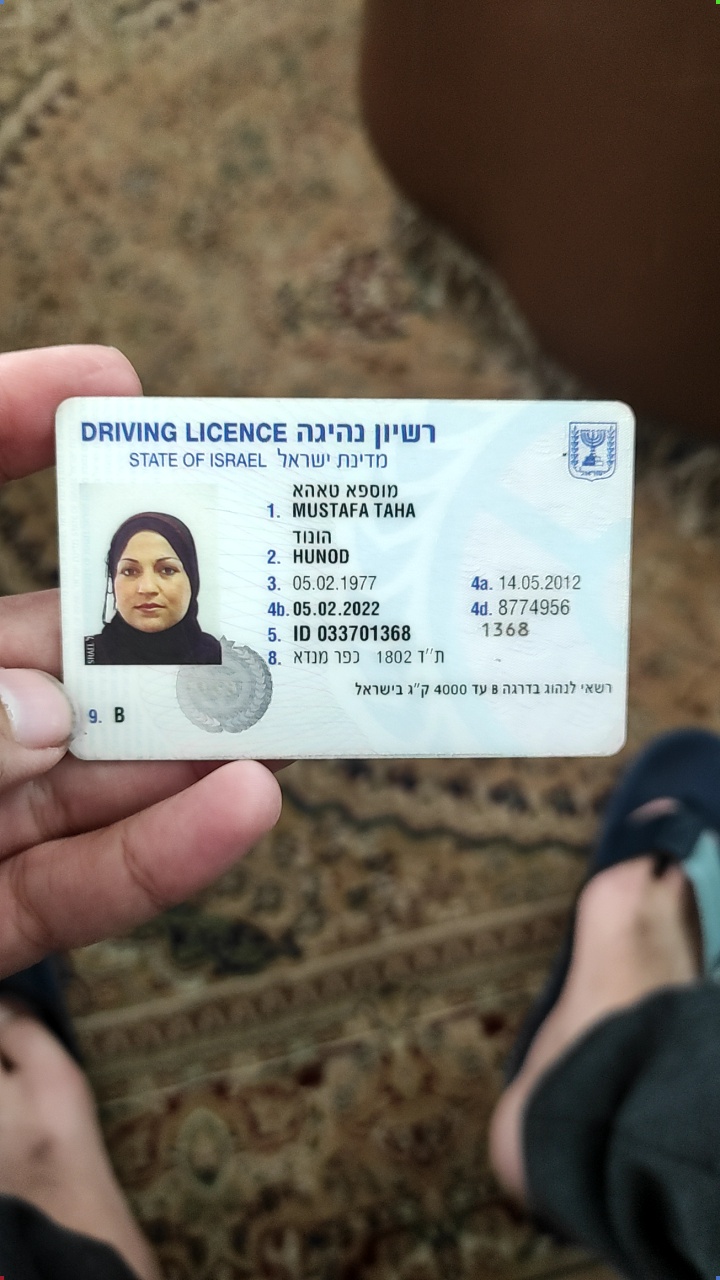 DRIVING LICENCE רשיון נהיגה
STATE OF ISRAEL מדינת ישראל
מוספא טאהא
1. MUSTAFA TAHA
הונוד
2. HUNOD
3. 05.02.1977 4a. 14.05.2012
4b. 05.02.2022 4d. 8774956
5. ID 033701368 1368
8. ת"ד 1802 כפר מנדא
רשאי לנהוג בדרגה B עד 4000 ק"ג בישראל
9. B